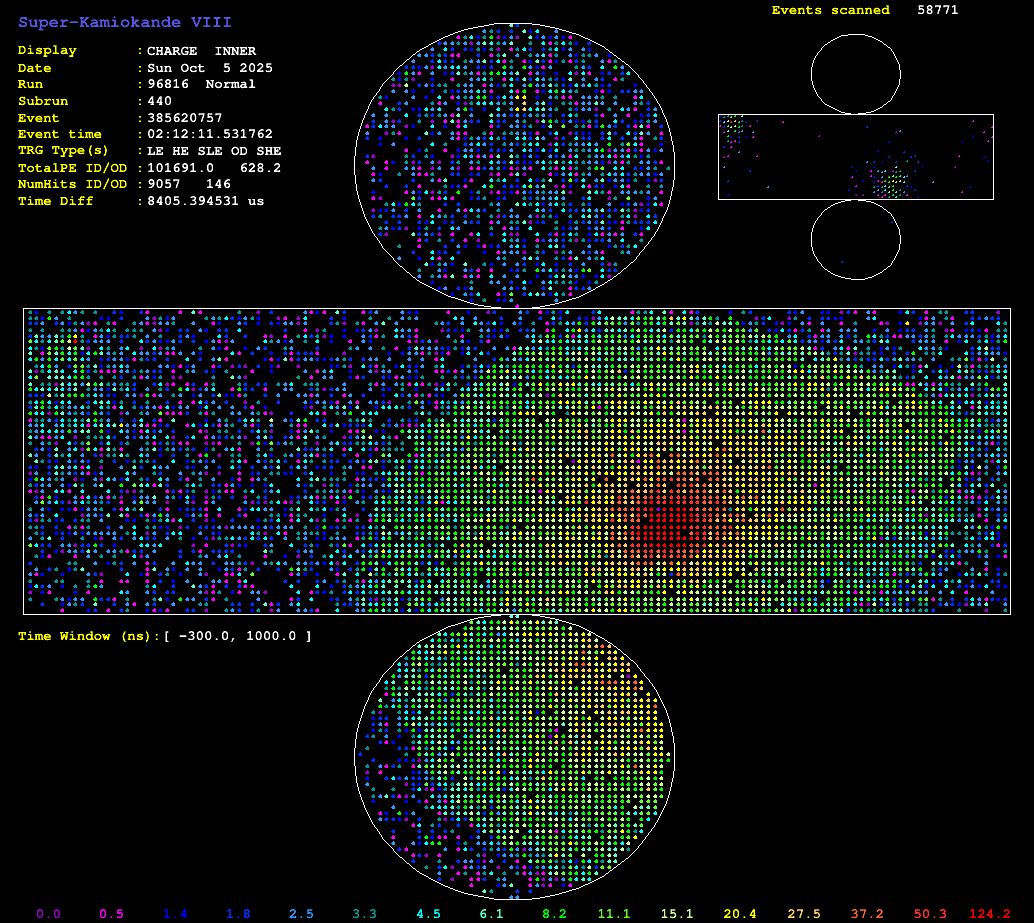 Super-Kamiokande VIII
Events scanned 58771
Display : CHARGE INNER
Date : Sun Oct 5 2025
Run : 96816 Normal
Subrun : 440
Event : 385620757
Event time : 02:12:11.531762
TRG Type(s) : LE HE SLE OD SHE
TotalPE ID/OD : 101691.0 628.2
NumHits ID/OD : 9057 146
Time Diff : 8405.394531 us
Time Window (ns):[ -300.0, 1000.0 ]
0.0 0.5 1.4 1.8 2.5 3.3 4.5 6.1 8.2 11.1 15.1 20.4 27.5 37.2 50.3 124.2